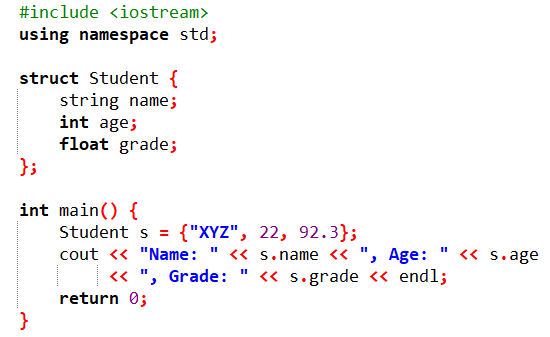 #include <iostream>
using namespace std;

struct Student {
    string name;
    int age;
    float grade;
};

int main() {
    Student s = {"XYZ", 22, 92.3};
    cout << "Name: " << s.name << ", Age: " << s.age
         << ", Grade: " << s.grade << endl;
    return 0;
}